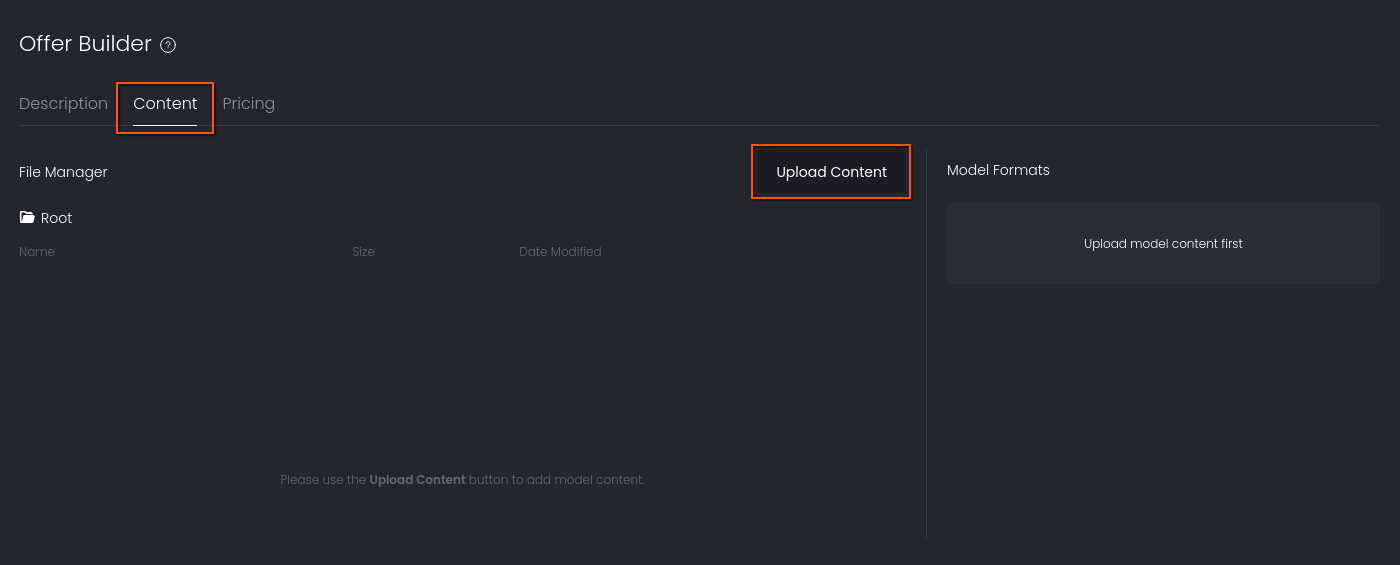 Offer Builder ?
Description Content Pricing
File Manager
Upload Content
Root
Name Size Date Modified
Please use the Upload Content button to add model content.
Model Formats
Upload model content first